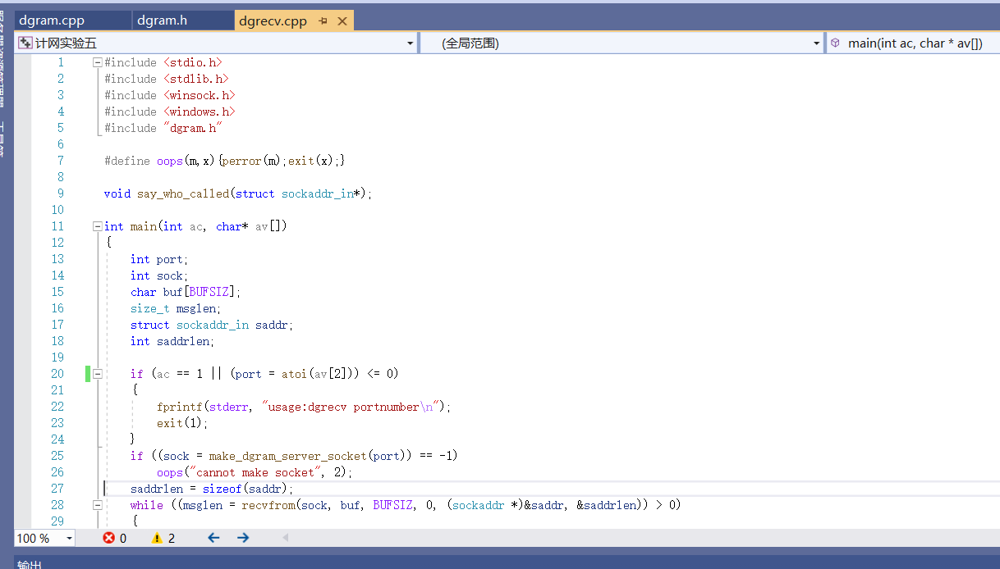 dgram.cpp dgram.h dgrecv.cpp
计网实验五 (全局范围) main(int ac, char * av[])
1 #include <stdio.h>
2 #include <stdlib.h>
3 #include <winsock.h>
4 #include <windows.h>
5 #include "dgram.h"
6
7 #define oops(m,x){perror(m);exit(x);}
8
9 void say_who_called(struct sockaddr_in*);
10
11 int main(int ac, char* av[])
12 {
13 int port;
14 int sock;
15 char buf[BUFSIZ];
16 size_t msglen;
17 struct sockaddr_in saddr;
18 int saddrlen;
19
20 if (ac == 1 || (port = atoi(av[2])) <= 0)
21 {
22 fprintf(stderr, "usage:dgrecv portnumber\n");
23 exit(1);
24 }
25 if ((sock = make_dgram_server_socket(port)) == -1)
26 oops("cannot make socket", 2);
27 saddrlen = sizeof(saddr);
28 while ((msglen = recvfrom(sock, buf, BUFSIZ, 0, (sockaddr *)&saddr, &saddrlen)) > 0)
29 {
100 % 0 2
输出